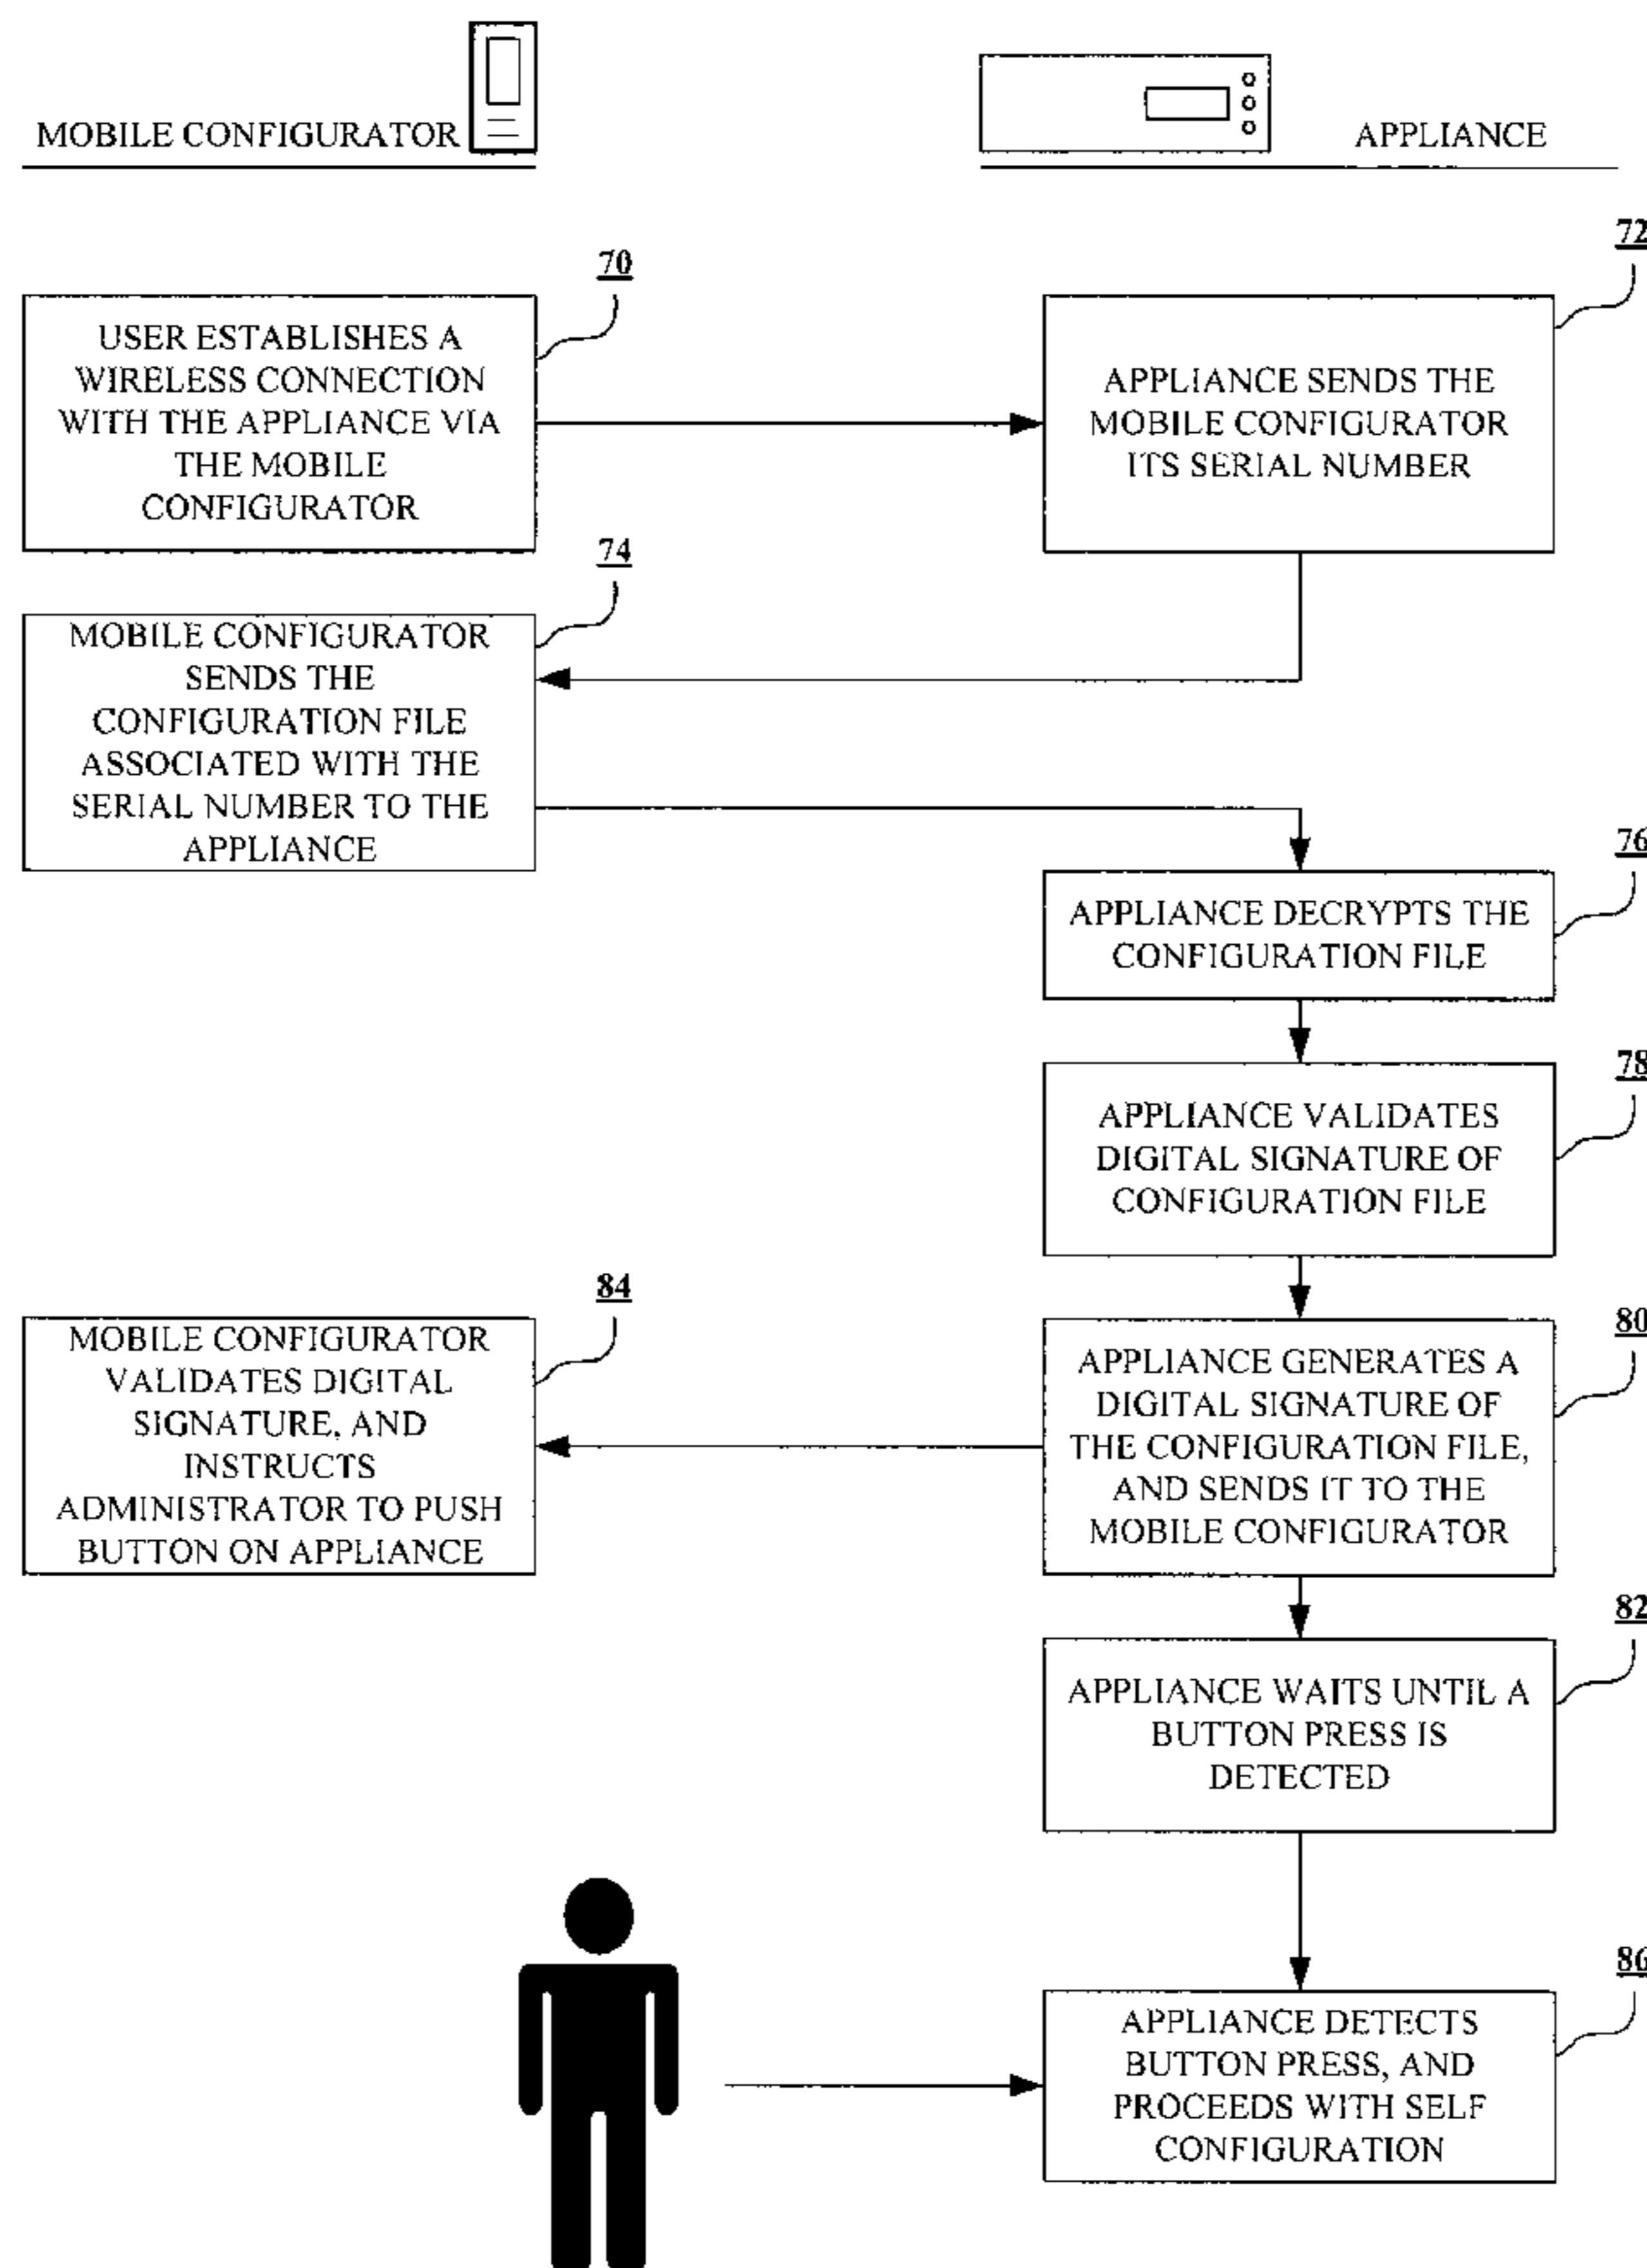 MOBILE CONFIGURATOR
APPLIANCE
70
USER ESTABLISHES A
WIRELESS CONNECTION
WITH THE APPLIANCE VIA
THE MOBILE
CONFIGURATOR
72
APPLIANCE SENDS THE
MOBILE CONFIGURATOR
ITS SERIAL NUMBER
74
MOBILE CONFIGURATOR
SENDS THE
CONFIGURATION FILE
ASSOCIATED WITH THE
SERIAL NUMBER TO THE
APPLIANCE
76
APPLIANCE DECRYPTS THE
CONFIGURATION FILE
78
APPLIANCE VALIDATES
DIGITAL SIGNATURE OF
CONFIGURATION FILE
80
APPLIANCE GENERATES A
DIGITAL SIGNATURE OF
THE CONFIGURATION FILE,
AND SENDS IT TO THE
MOBILE CONFIGURATOR
84
MOBILE CONFIGURATOR
VALIDATES DIGITAL
SIGNATURE, AND
INSTRUCTS
ADMINISTRATOR TO PUSH
BUTTON ON APPLIANCE
82
APPLIANCE WAITS UNTIL A
BUTTON PRESS IS
DETECTED
86
APPLIANCE DETECTS
BUTTON PRESS, AND
PROCEEDS WITH SELF
CONFIGURATION